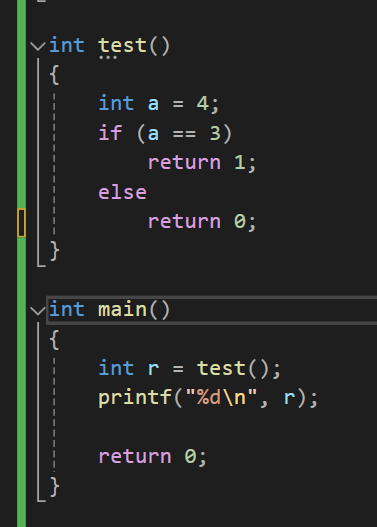 int test()
{
    int a = 4;
    if (a == 3)
        return 1;
    else
        return 0;
}
int main()
{
    int r = test();
    printf("%d\n", r);
    return 0;
}